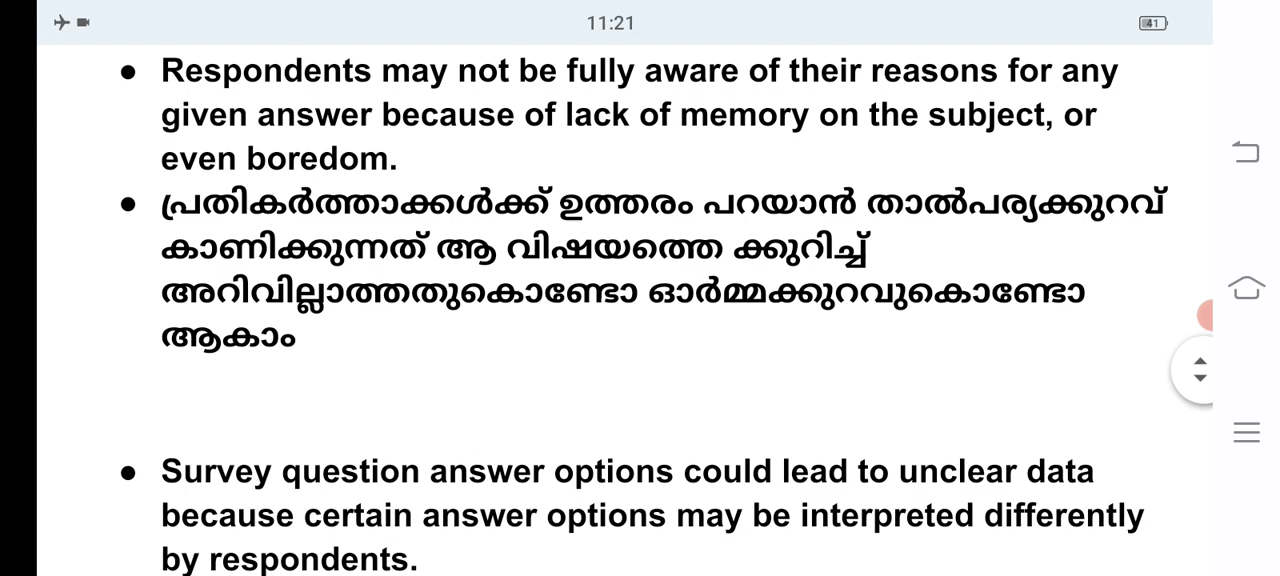 11:21
41
● Respondents may not be fully aware of their reasons for any
given answer because of lack of memory on the subject, or
even boredom.
● പ്രതികർത്താക്കൾക്ക് ഉത്തരം പറയാൻ താൽപര്യക്കുറവ്
കാണിക്കുന്നത് ആ വിഷയത്തെ ക്കുറിച്ച്
അറിവില്ലാത്തതുകൊണ്ടോ ഓർമ്മക്കുറവുകൊണ്ടോ
ആകാം
● Survey question answer options could lead to unclear data
because certain answer options may be interpreted differently
by respondents.